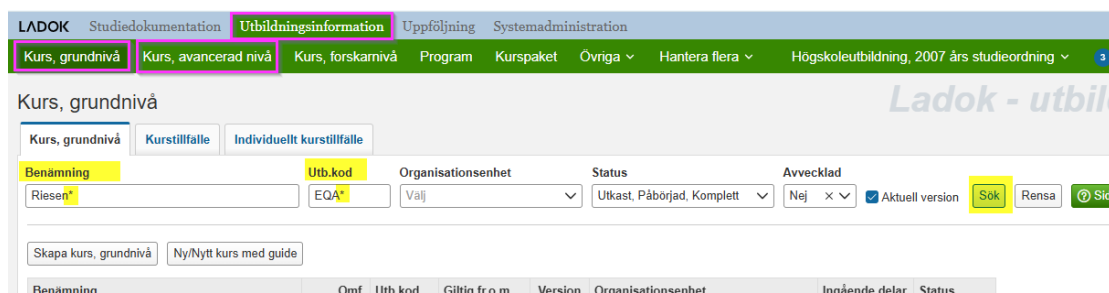 LADOK Studiedokumentation Utbildningsinformation Uppföljning Systemadministration
Kurs, grundnivå Kurs, avancerad nivå Kurs, forskarnivå Program Kurspaket Övriga Hantera flera Högskoleutbildning, 2007 års studieordning 3
Kurs, grundnivå Ladok - utbil
Kurs, grundnivå Kurstillfälle Individuellt kurstillfälle
Benämning Utb.kod Organisationsenhet Status Avvecklad
Riesen* EQA* Välj Utkast, Påbörjad, Komplett Nej Aktuell version Sök Rensa ? Sid
Skapa kurs, grundnivå Ny/Nytt kurs med guide
Benämning Omf. Utb.kod Giltig fr.o.m. Version Organisationsenhet Ingående delar Status